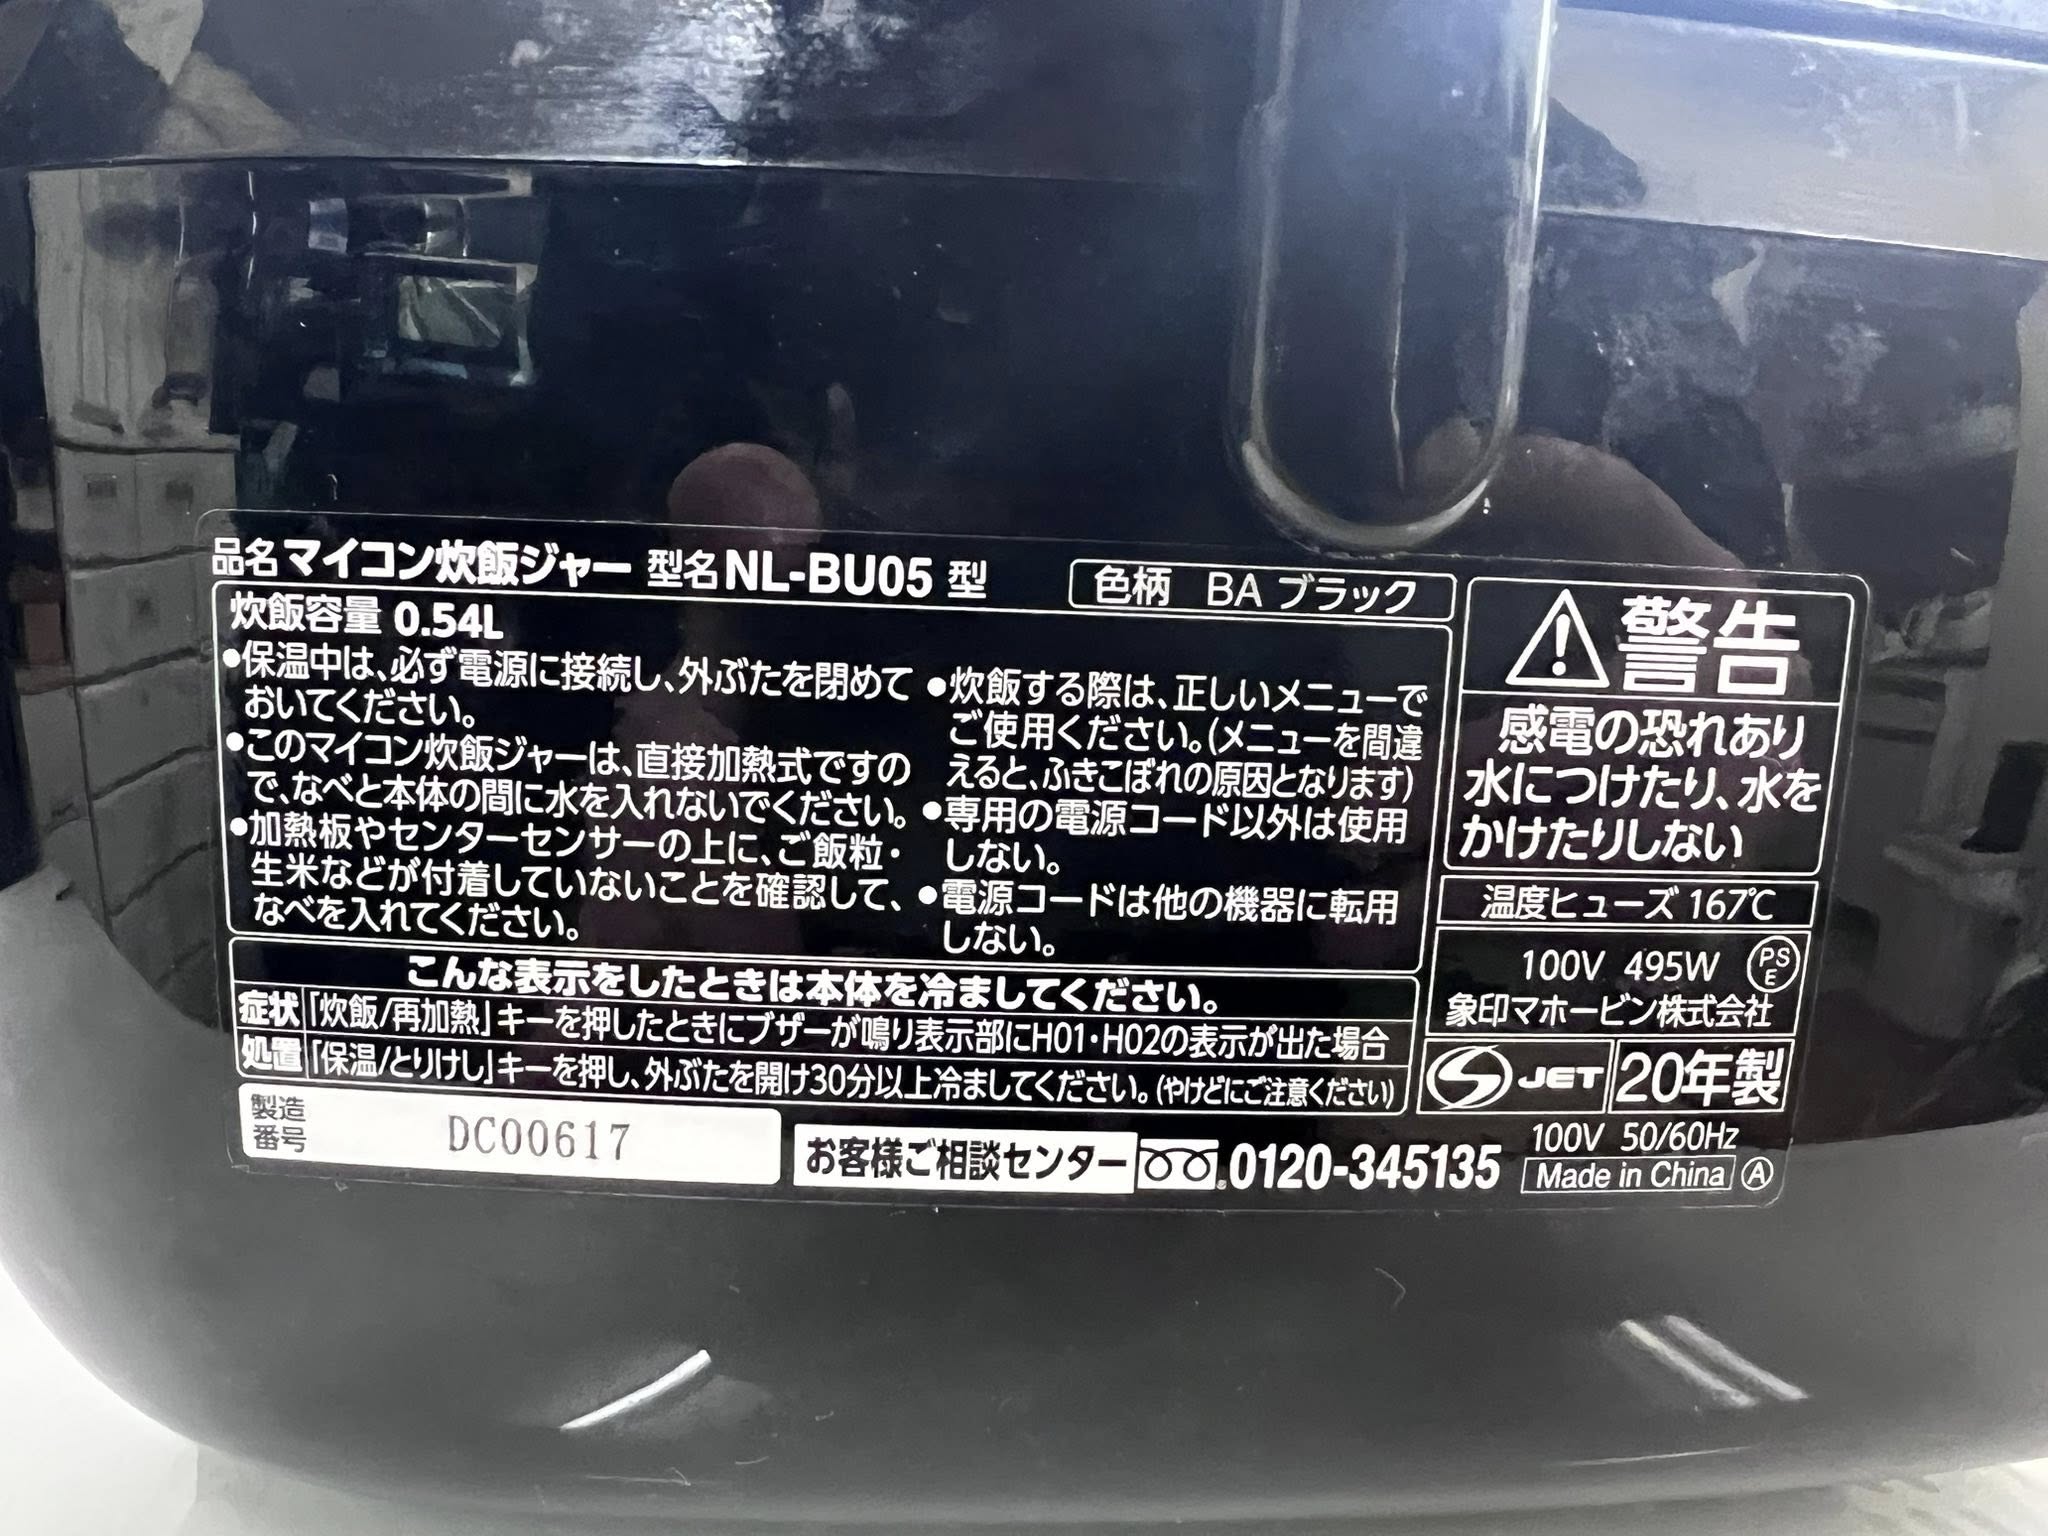 品名 マイコン炊飯ジャー 型名 NL-BU05 型
色柄 BA ブラック
炊飯容量 0.54L
●保温中は、必ず電源に接続し、外ぶたを閉めて
おいてください。
●このマイコン炊飯ジャーは、直接加熱式ですの
で、なべと本体の間に水を入れないでください。
●加熱板やセンターセンサーの上に、ご飯粒・
生米などが付着していないことを確認して、
なべを入れてください。
●炊飯する際は、正しいメニューで
ご使用ください。(メニューを間違
えると、ふきこぼれの原因となります)
●専用の電源コード以外は使用
しない。
●電源コードは他の機器に転用
しない。
こんな表示をしたときは本体を冷ましてください。
症状 「炊飯/再加熱」キーを押したときにブザーが鳴り表示部にH01・H02の表示が出た場合
処置 「保温/とりけし」キーを押し、外ぶたを開け30分以上冷ましてください。(やけどにご注意ください)
製造
番号
DC00617
お客様ご相談センター 0120-345135
警告
感電の恐れあり
水につけたり、水を
かけたりしない
温度ヒューズ 167℃
100V 495W PSE
象印マホービン株式会社
S JET 20年製
100V 50/60Hz
Made in China Ⓐ